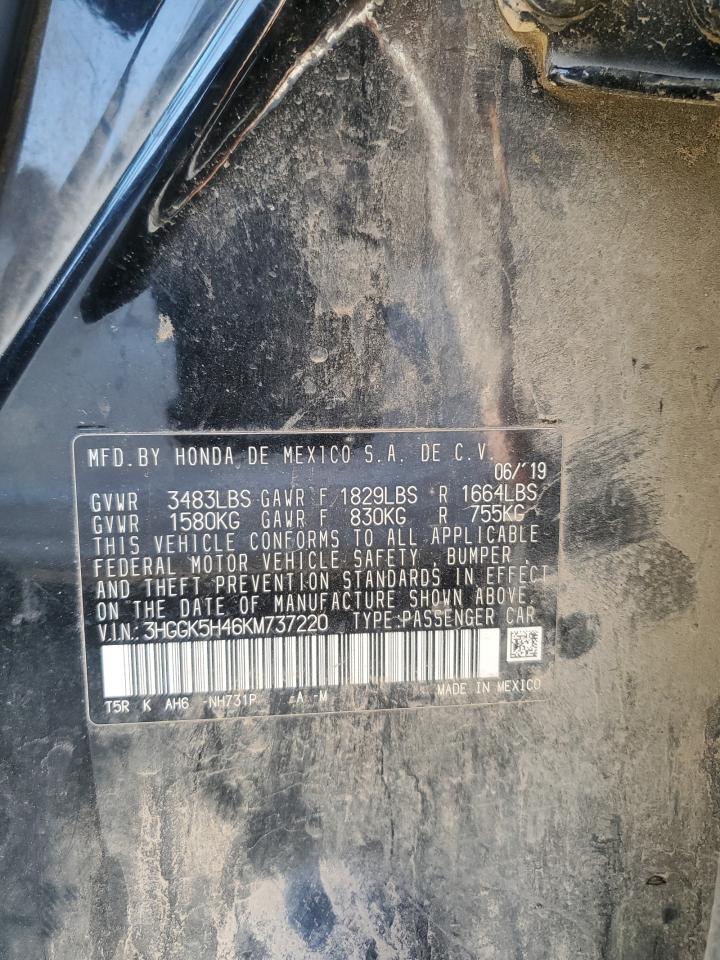 MFD. BY HONDA DE MEXICO S.A. DE C.V.
06/'19
GVWR 3483LBS GAWR F 1829LBS R 1664LBS
GVWR 1580KG GAWR F 830KG R 755KG
THIS VEHICLE CONFORMS TO ALL APPLICABLE
FEDERAL MOTOR VEHICLE SAFETY, BUMPER,
AND THEFT PREVENTION STANDARDS IN EFFECT
ON THE DATE OF MANUFACTURE SHOWN ABOVE.
V.I.N.: 3HGGK5H46KM737220 TYPE:PASSENGER CAR
T5R K AH6 -NH731P -A -M MADE IN MEXICO